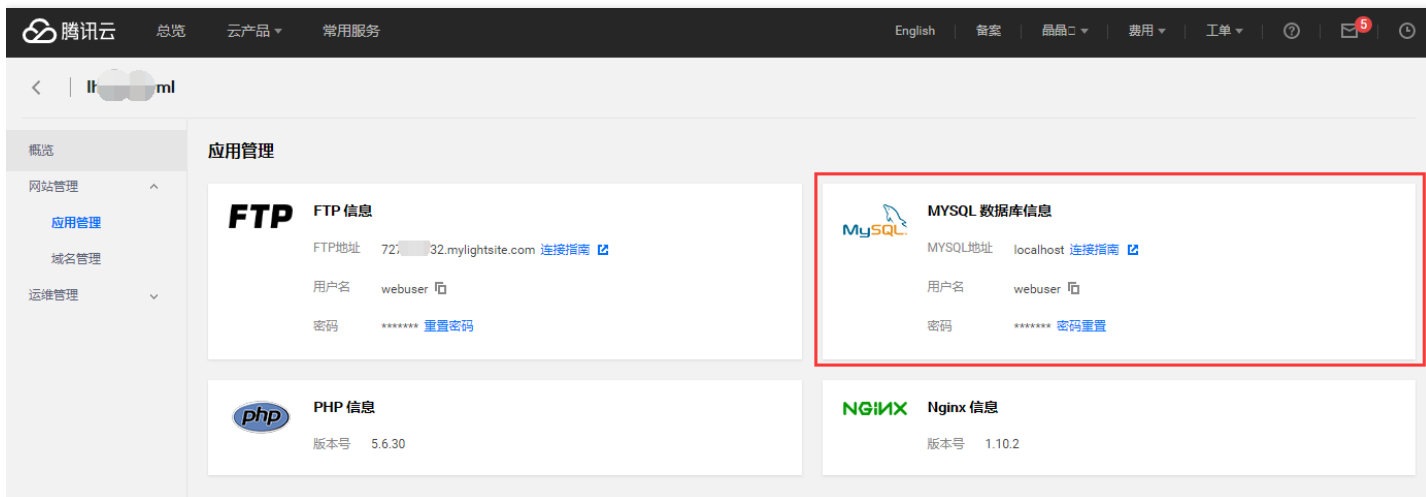 腾讯云 总览 云产品 常用服务 English 备案 晶晶□ 费用 工单 5
lh ml
概览
网站管理
应用管理
域名管理
运维管理
应用管理
FTP FTP 信息
FTP地址 727 32.mylightsite.com 连接指南
用户名 webuser
密码 ******* 重置密码
MySQL. MYSQL 数据库信息
MYSQL地址 localhost 连接指南
用户名 webuser
密码 ******* 密码重置
php PHP 信息
版本号 5.6.30
NGINX Nginx 信息
版本号 1.10.2